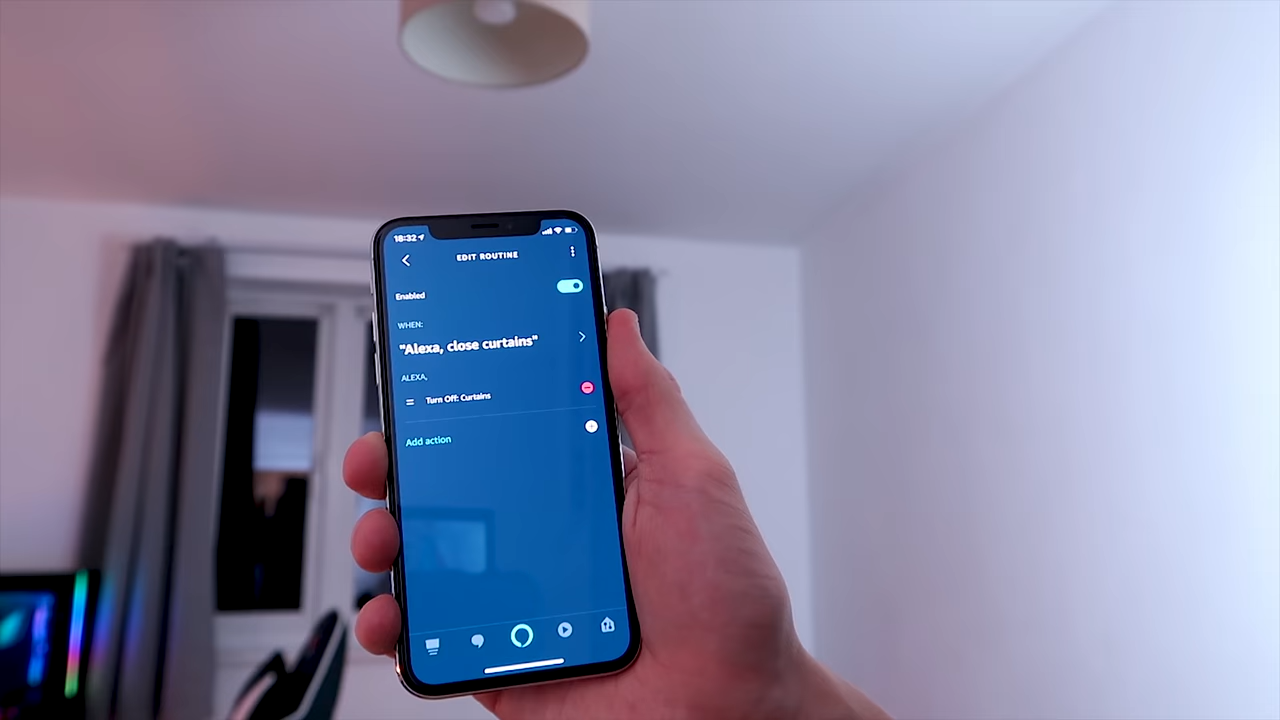 18:32
EDIT ROUTINE
Enabled
WHEN:
"Alexa, close curtains"
ALEXA,
Turn Off: Curtains
Add action